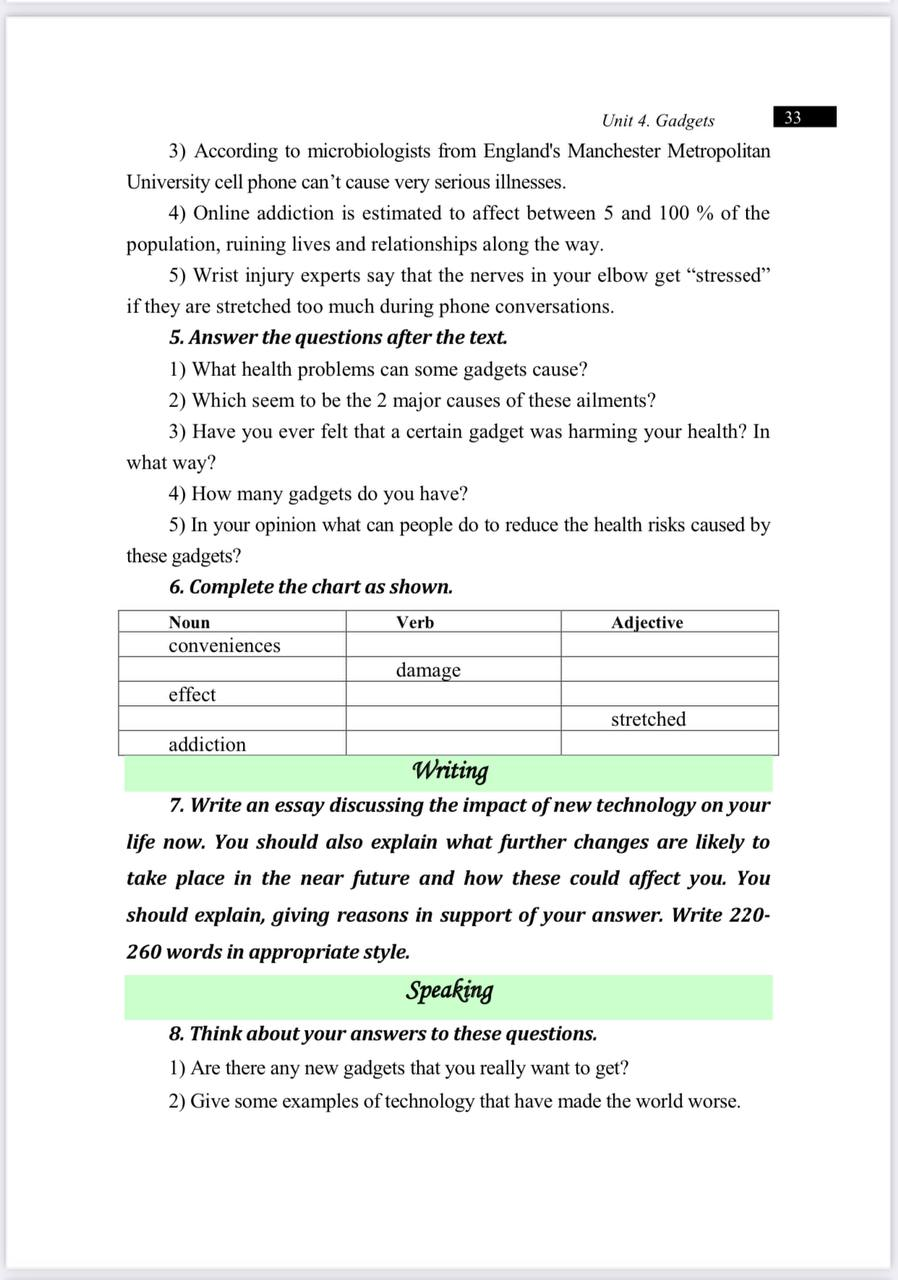 Unit 4. Gadgets 33
3) According to microbiologists from England's Manchester Metropolitan
University cell phone can’t cause very serious illnesses.
4) Online addiction is estimated to affect between 5 and 100 % of the
population, ruining lives and relationships along the way.
5) Wrist injury experts say that the nerves in your elbow get “stressed”
if they are stretched too much during phone conversations.
5. Answer the questions after the text.
1) What health problems can some gadgets cause?
2) Which seem to be the 2 major causes of these ailments?
3) Have you ever felt that a certain gadget was harming your health? In
what way?
4) How many gadgets do you have?
5) In your opinion what can people do to reduce the health risks caused by
these gadgets?
6. Complete the chart as shown.
Noun Verb Adjective
conveniences
damage
effect
stretched
addiction
Writing
7. Write an essay discussing the impact of new technology on your
life now. You should also explain what further changes are likely to
take place in the near future and how these could affect you. You
should explain, giving reasons in support of your answer. Write 220-
260 words in appropriate style.
Speaking
8. Think about your answers to these questions.
1) Are there any new gadgets that you really want to get?
2) Give some examples of technology that have made the world worse.